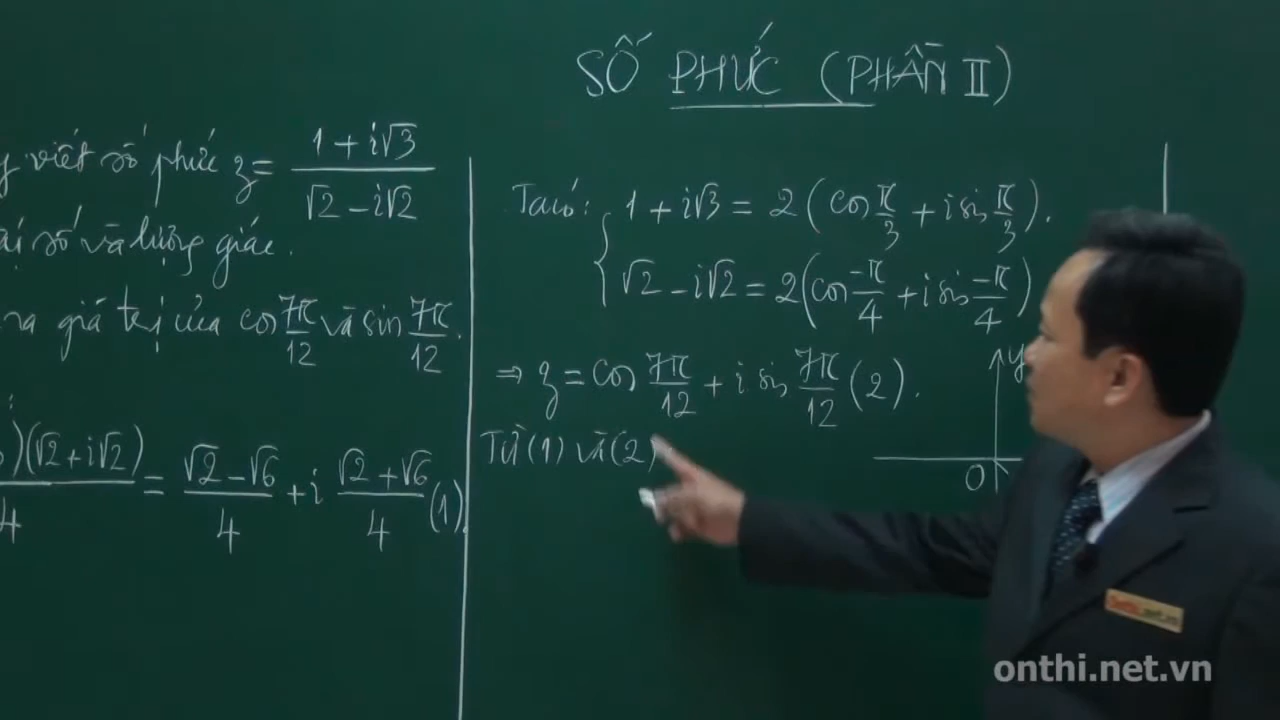 SỐ PHỨC (PHẦN II)
viết số phức z = (1 + i√3)/(√2 − i√2)
số và lượng giác.
ra giá trị của cos 7π/12 và sin 7π/12.
)(√2 + i√2)/4 = (√2 − √6)/4 + i (√2 + √6)/4 (1)
Ta có: { 1 + i√3 = 2(cos π/3 + i sin π/3).
√2 − i√2 = 2(cos −π/4 + i sin −π/4)
⇒ z = cos 7π/12 + i sin 7π/12 (2).
Từ (1) và (2)
y
O
onthi.net.vn